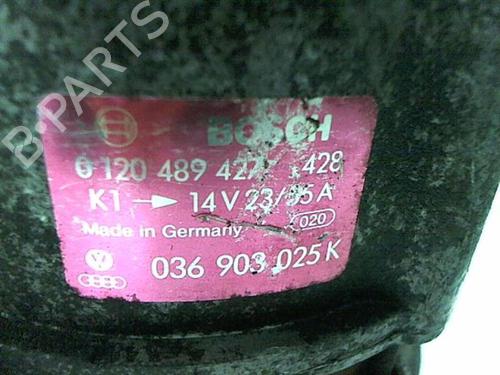 B·PARTS
BOSCH
0 120 489 427 428
K1 → 14V 23/55A
Made in Germany 020
036 903 025 K